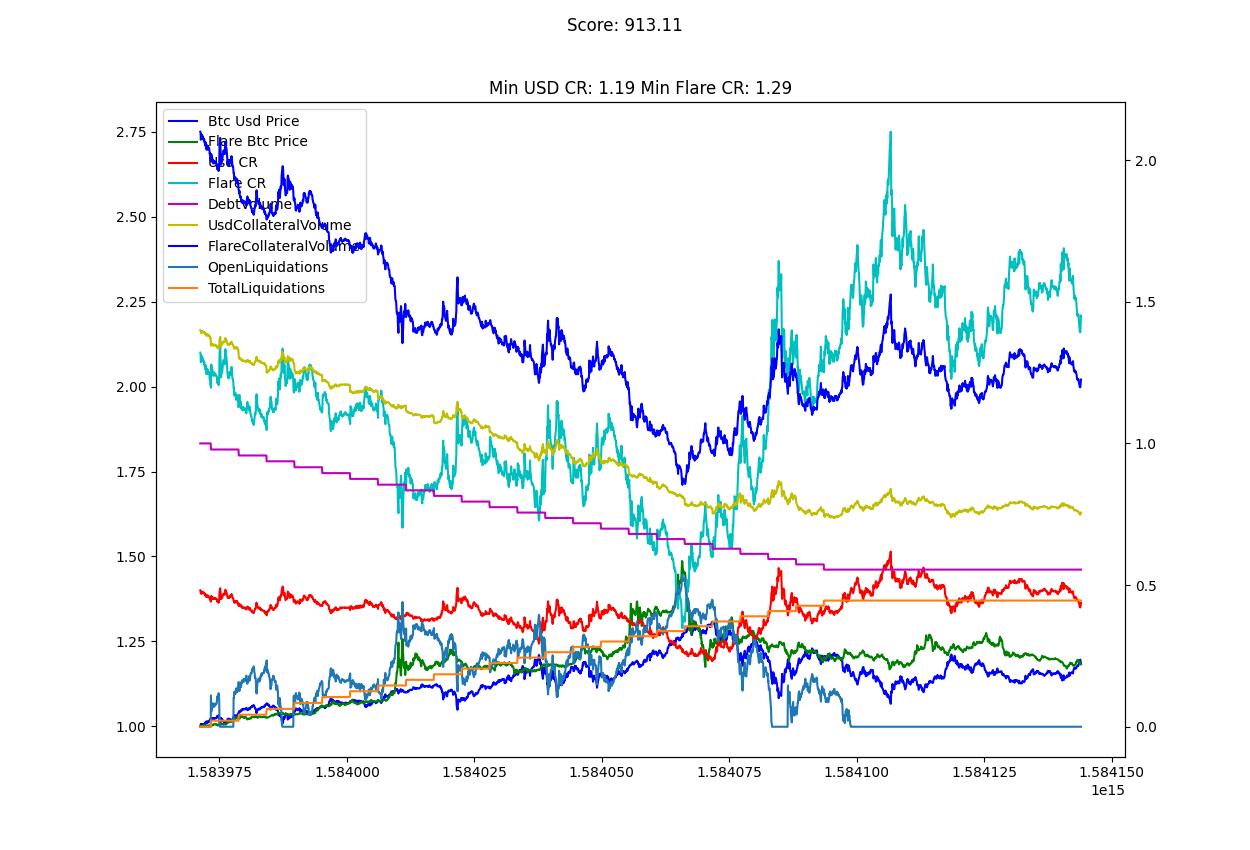 Score: 913.11
Min USD CR: 1.19 Min Flare CR: 1.29
Btc Usd Price
Flare Btc Price
Usd CR
Flare CR
DebtVolume
UsdCollateralVolume
FlareCollateralVolume
OpenLiquidations
TotalLiquidations
2.75
2.50
2.25
2.00
1.75
1.50
1.25
1.00
2.0
1.5
1.0
0.5
0.0
1.583975
1.584000
1.584025
1.584050
1.584075
1.584100
1.584125
1.584150
1e15